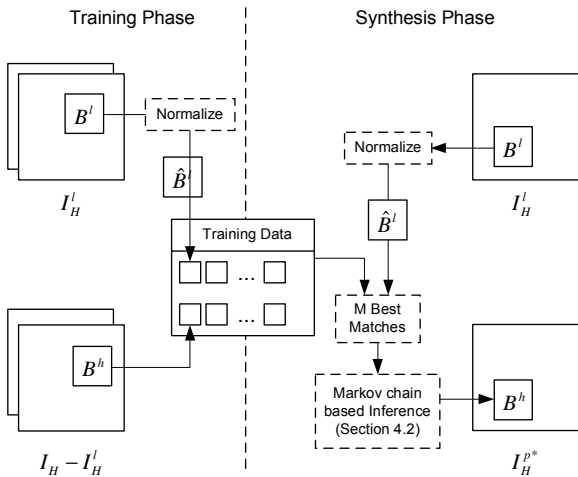 Training Phase
Synthesis Phase
B^l
Normalize
I_H^l
B̂^l
Training Data
...
...
B^h
I_H − I_H^l
Normalize
B^l
I_H^l
B̂^l
M Best
Matches
Markov chain
based Inference
(Section 4.2)
B^h
I_H^{p*}